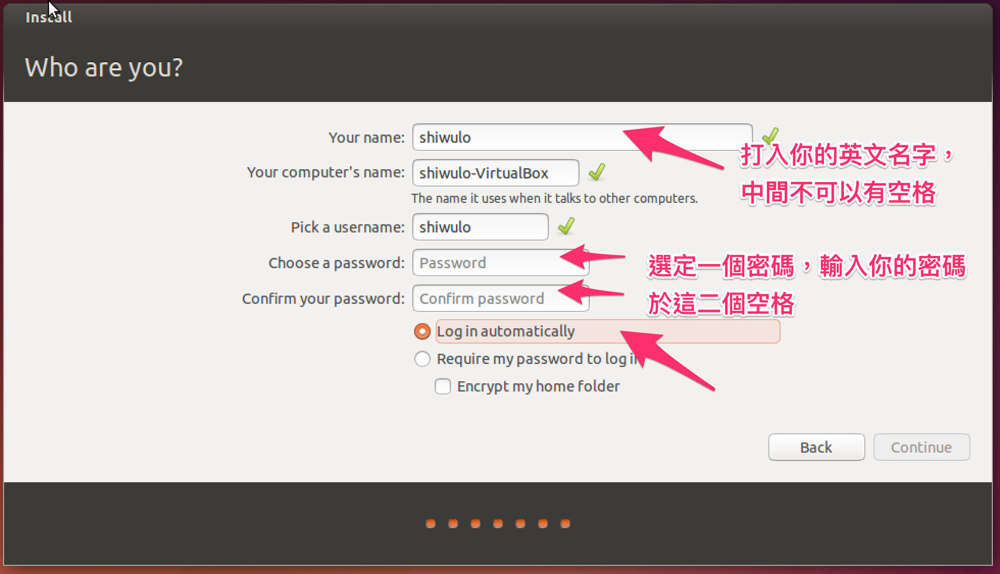 Install
Who are you?
Your name: shiwulo
打入你的英文名字，
Your computer's name: shiwulo-VirtualBox
中間不可以有空格
The name it uses when it talks to other computers.
Pick a username: shiwulo
Choose a password: Password
選定一個密碼，輸入你的密碼
Confirm your password: Confirm password
於這二個空格
Log in automatically
Require my password to log in
Encrypt my home folder
Back Continue